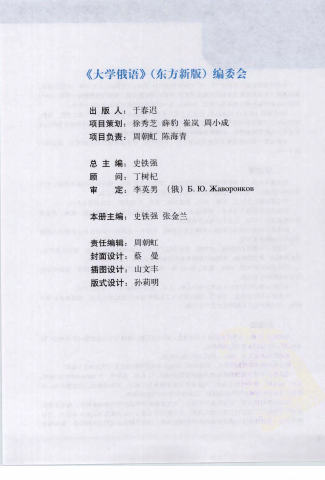 《大学俄语》(东方新版) 编委会
出 版 人：于春迟
项目策划：徐秀芝 薛豹 崔岚 周小成
项目负责：周朝虹 陈海青
总 主 编：史铁强
顾 问：丁树杞
审 定：李英男 （俄）Б. Ю. Жаворонков
本册主编：史铁强 张金兰
责任编辑：周朝虹
封面设计：蔡 曼
插图设计：山文丰
版式设计：孙莉明